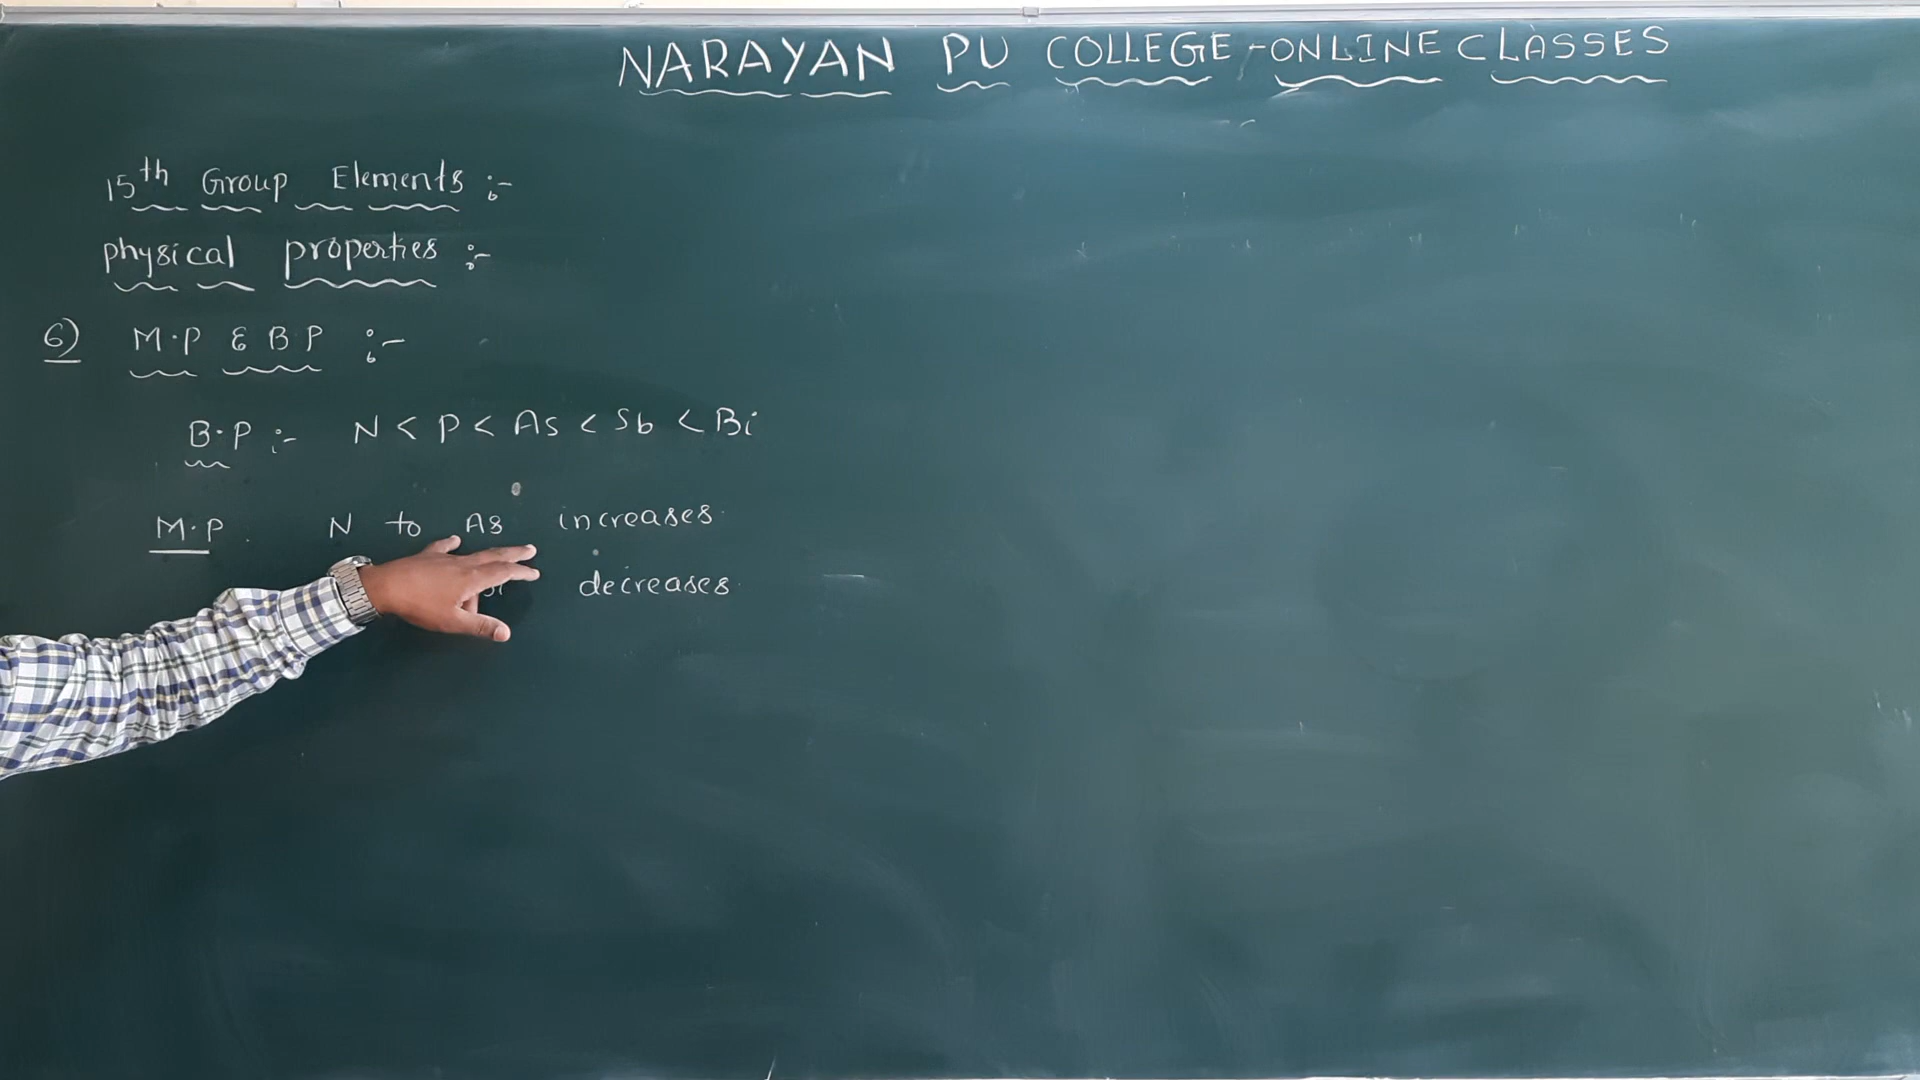 NARAYAN PU COLLEGE - ONLINE CLASSES
15th Group Elements :-
physical properties :-
6) M.P & B.P :-
B.P :- N < P < As < Sb < Bi
M.P. N to As increases
decreases